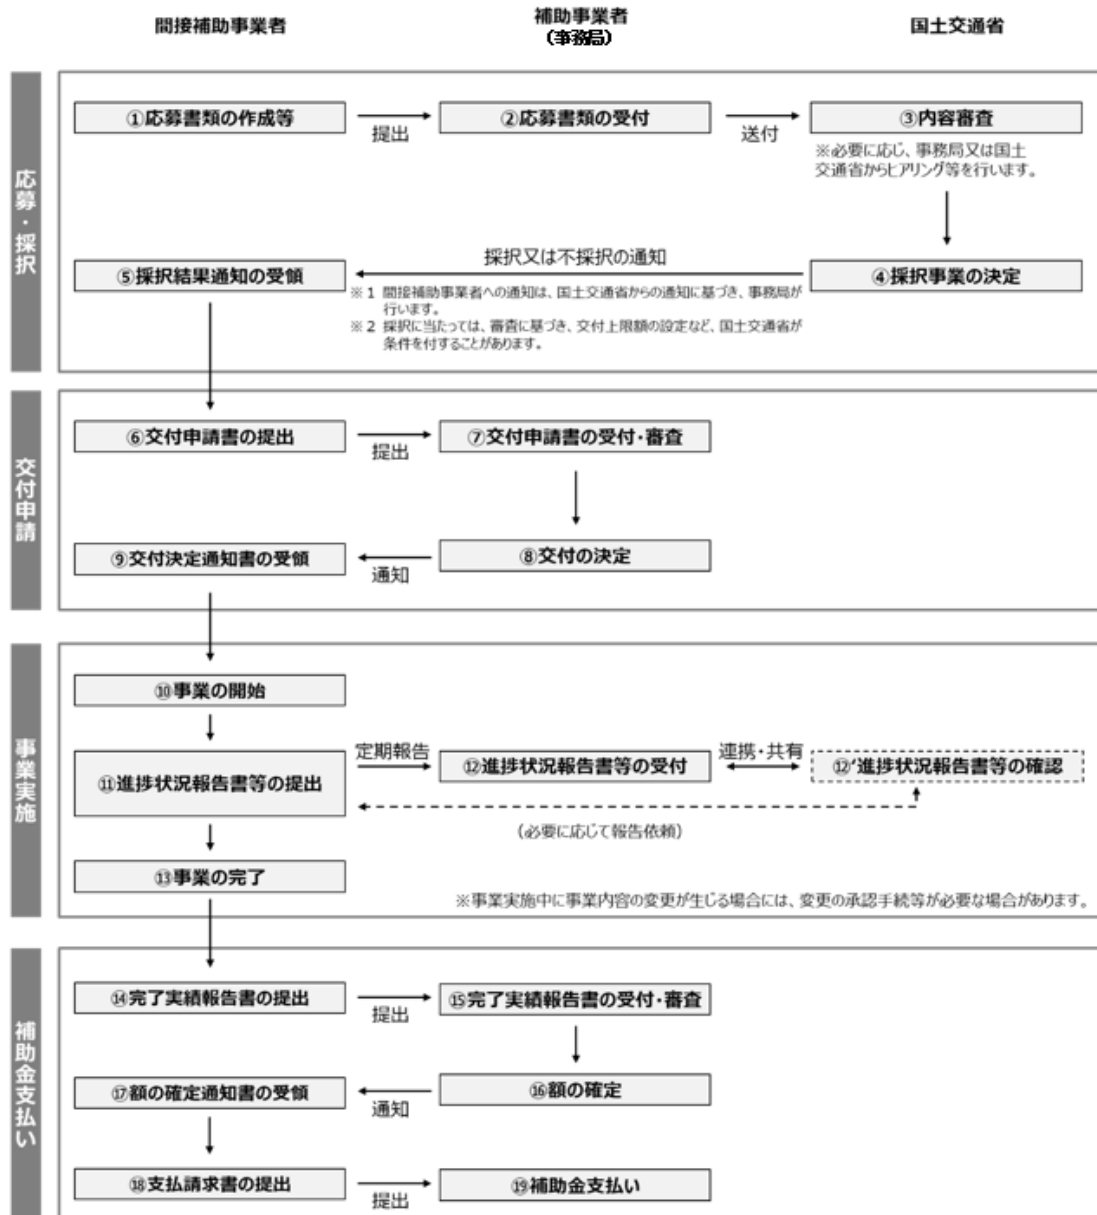 間接補助事業者
補助事業者
(事務局)
国土交通省
応募・採択
①応募書類の作成等
提出
②応募書類の受付
送付
③内容審査
※必要に応じ、事務局又は国土
交通省からヒアリング等を行います。
⑤採択結果通知の受領
採択又は不採択の通知
④採択事業の決定
※１ 間接補助事業者への通知は、国土交通省からの通知に基づき、事務局が
行います。
※２ 採択に当たっては、審査に基づき、交付上限額の設定など、国土交通省が
条件を付することがあります。
交付申請
⑥交付申請書の提出
提出
⑦交付申請書の受付・審査
⑨交付決定通知書の受領
通知
⑧交付の決定
事業実施
⑩事業の開始
⑪進捗状況報告書等の提出
定期報告
⑫進捗状況報告書等の受付
連携・共有
⑫'進捗状況報告書等の確認
(必要に応じて報告依頼)
⑬事業の完了
※事業実施中に事業内容の変更が生じる場合には、変更の承認手続等が必要な場合があります。
補助金支払い
⑭完了実績報告書の提出
提出
⑮完了実績報告書の受付・審査
⑰額の確定通知書の受領
通知
⑯額の確定
⑱支払請求書の提出
提出
⑲補助金支払い